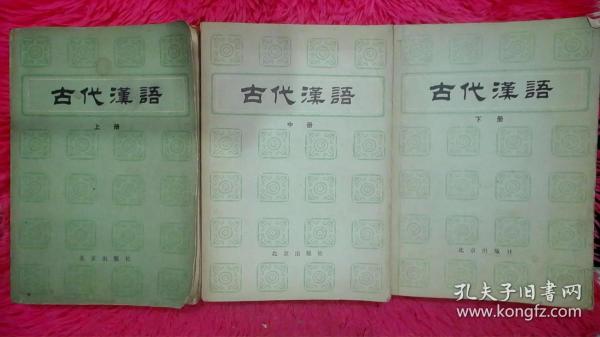 古代漢語
上册
北京出版社
古代漢語
中册
北京出版社
古代漢語
下册
北京出版社
孔夫子旧書网
www.kongfz.com